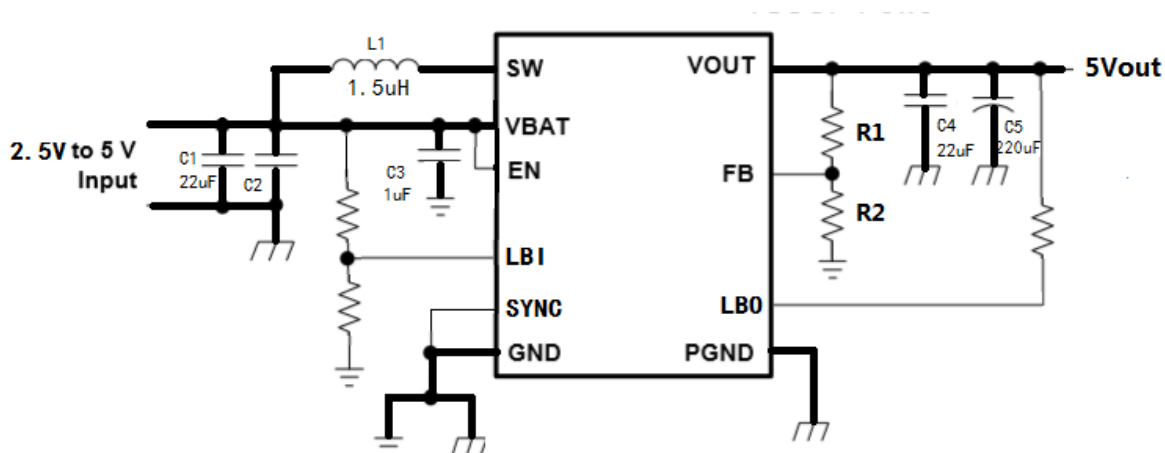 L1
1.5uH
SW
VOUT
5Vout
VBAT
2.5V to 5 V
Input
C1
22uF
C2
C3
1uF
EN
R1
C4
22uF
C5
220uF
FB
R2
LBI
SYNC
LBO
GND
PGND